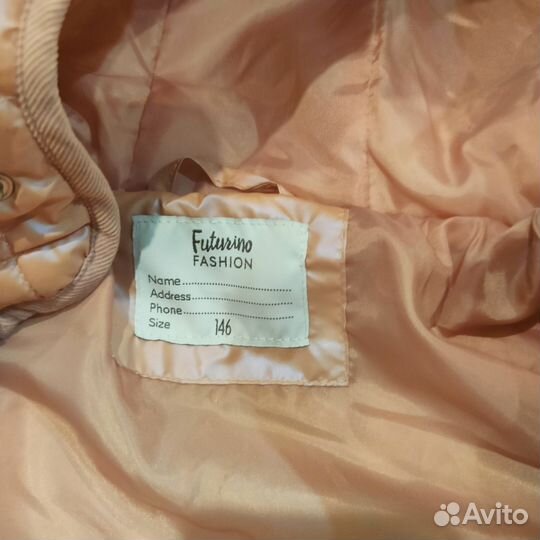 Futurino
FASHION
Name..............................
Address..........................
Phone............................
Size 146
Avito